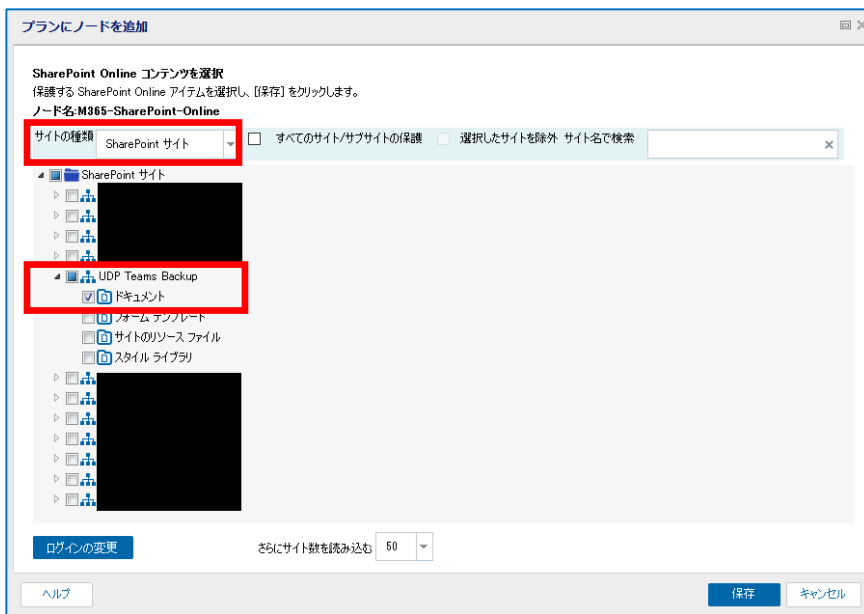 プランにノードを追加
SharePoint Online コンテンツを選択
保護する SharePoint Online アイテムを選択し、[保存] をクリックします。
ノード名:M365-SharePoint-Online
サイトの種類 SharePoint サイト すべてのサイト/サブサイトの保護 選択したサイトを除外 サイト名で検索
SharePoint サイト
UDP Teams Backup
ドキュメント
フォーム テンプレート
サイトのリソース ファイル
スタイル ライブラリ
ログインの変更 さらにサイト数を読み込む 50
ヘルプ 保存 キャンセル